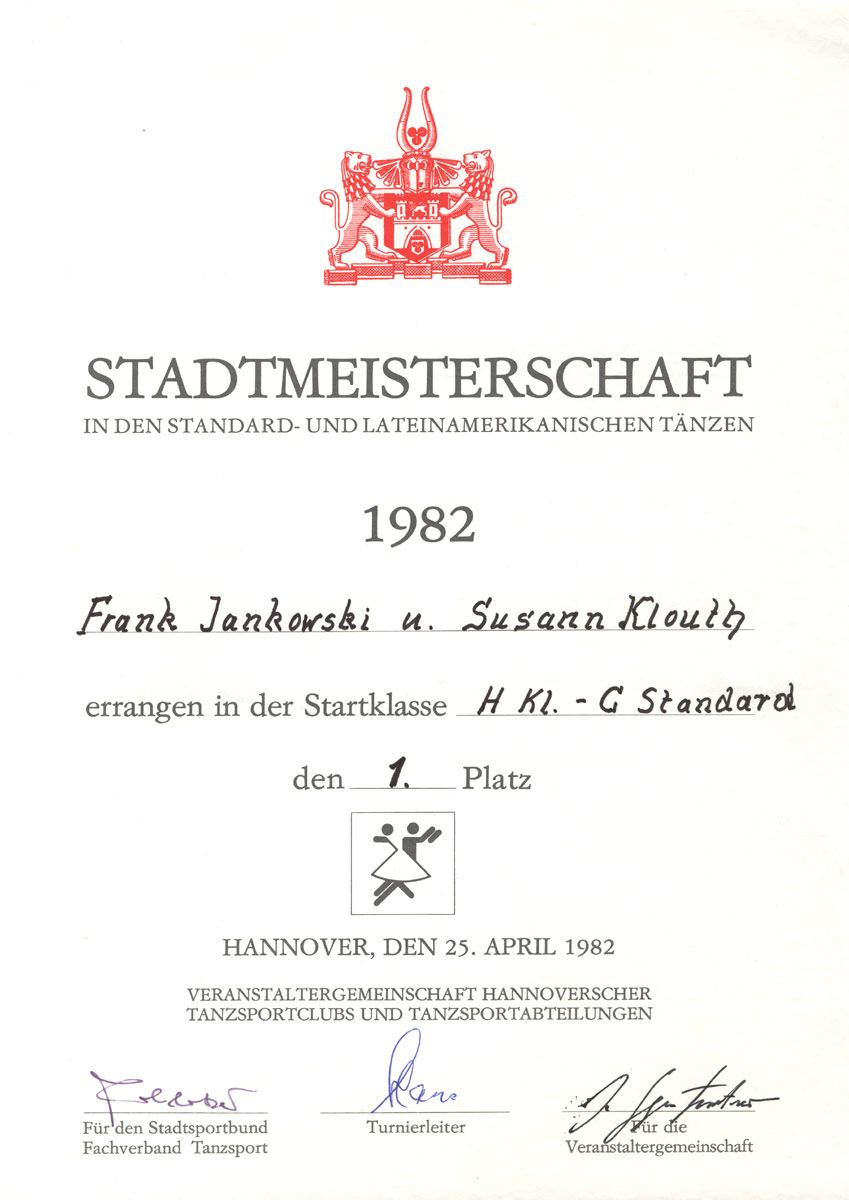 STADTMEISTERSCHAFT
IN DEN STANDARD- UND LATEINAMERIKANISCHEN TÄNZEN
1982
Frank Jankowski u. Susann Klouth
errangen in der Startklasse H Kl. - C Standard
den 1. Platz
HANNOVER, DEN 25. APRIL 1982
VERANSTALTERGEMEINSCHAFT HANNOVERSCHER
TANZSPORTCLUBS UND TANZSPORTABTEILUNGEN
Für den Stadtsportbund
Fachverband Tanzsport
Turnierleiter
Für die
Veranstaltergemeinschaft